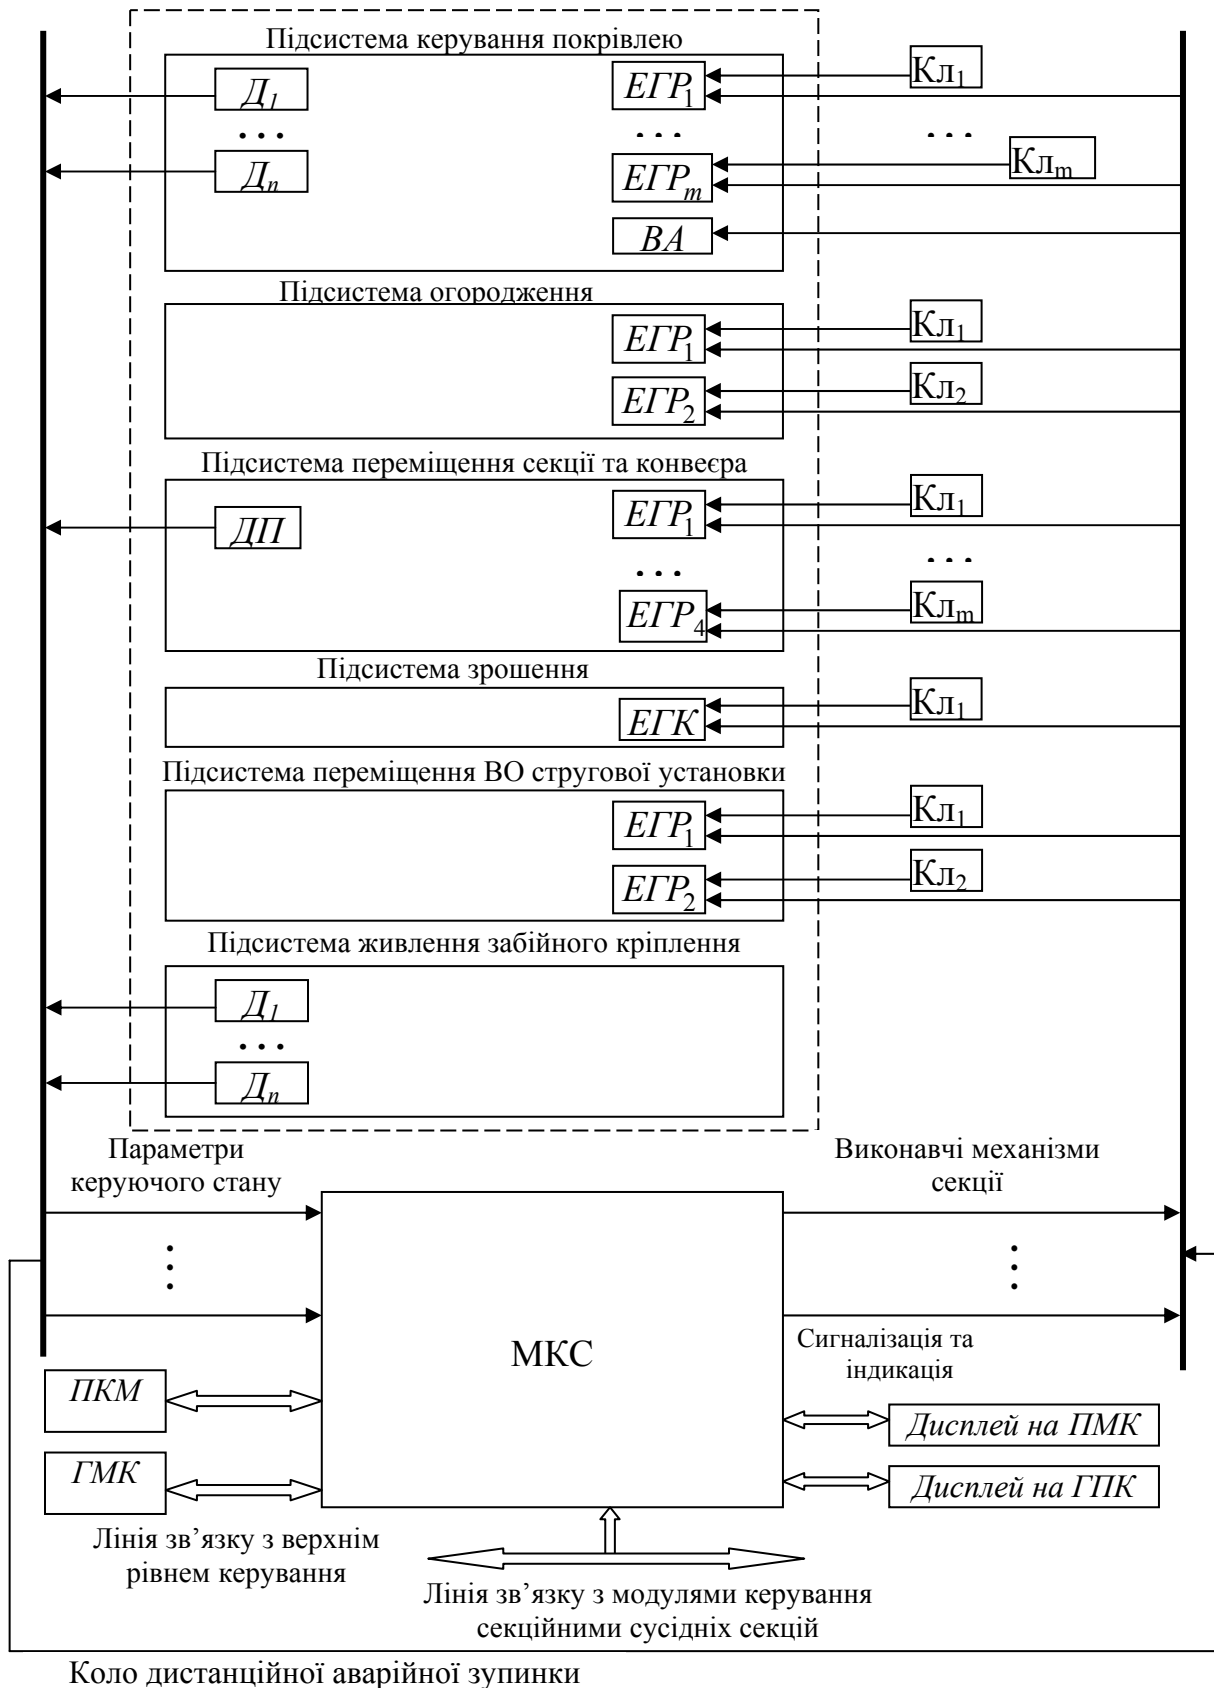 Підсистема керування покрівлею
Д1
ЕГР1
Кл1
. . .
. . .
. . .
Дn
ЕГРm
Клm
ВА
Підсистема огородження
ЕГР1
Кл1
ЕГР2
Кл2
Підсистема переміщення секції та конвеєра
ДП
ЕГР1
Кл1
. . .
. . .
ЕГР4
Клm
Підсистема зрошення
ЕГК
Кл1
Підсистема переміщення ВО стругової установки
ЕГР1
Кл1
ЕГР2
Кл2
Підсистема живлення забійного кріплення
Д1
. . .
Дn
Параметри
керуючого стану
Виконавчі механізми
секції
МКС
Сигналізація та
індикація
ПКМ
ГМК
Дисплей на ПМК
Дисплей на ГПК
Лінія зв’язку з верхнім
рівнем керування
Лінія зв’язку з модулями керування
секційними сусідніх секцій
Коло дистанційної аварійної зупинки